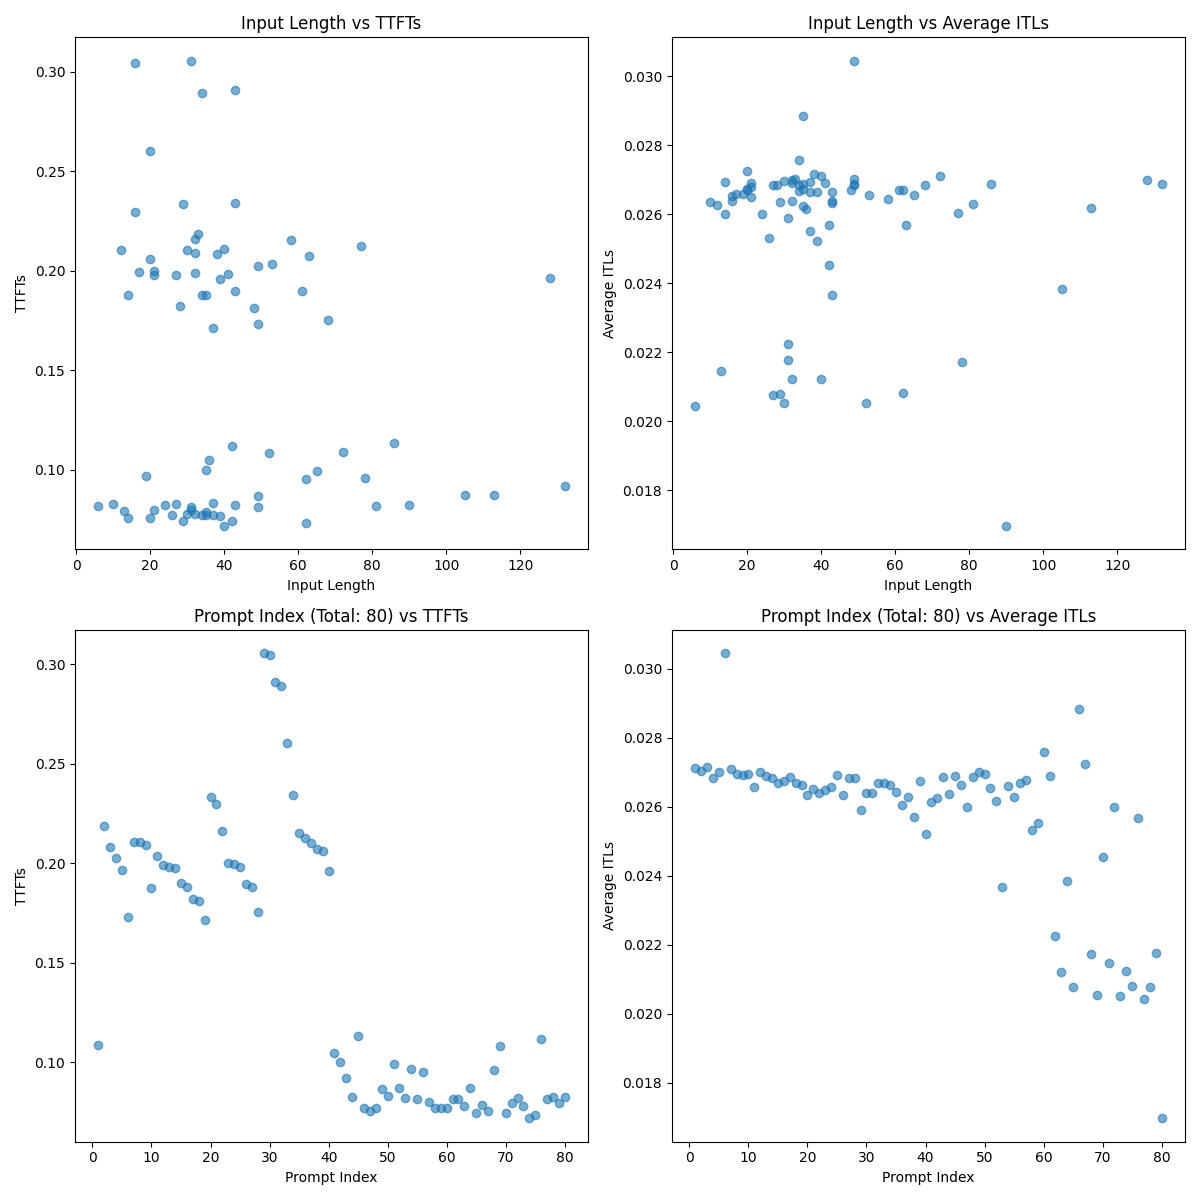 Input Length vs TTFTs
0.30
0.25
0.20
0.15
0.10
TTFTs
0 20 40 60 80 100 120
Input Length
Input Length vs Average ITLs
0.030
0.028
0.026
0.024
0.022
0.020
0.018
Average ITLs
0 20 40 60 80 100 120
Input Length
Prompt Index (Total: 80) vs TTFTs
0.30
0.25
0.20
0.15
0.10
TTFTs
0 10 20 30 40 50 60 70 80
Prompt Index
Prompt Index (Total: 80) vs Average ITLs
0.030
0.028
0.026
0.024
0.022
0.020
0.018
Average ITLs
0 10 20 30 40 50 60 70 80
Prompt Index